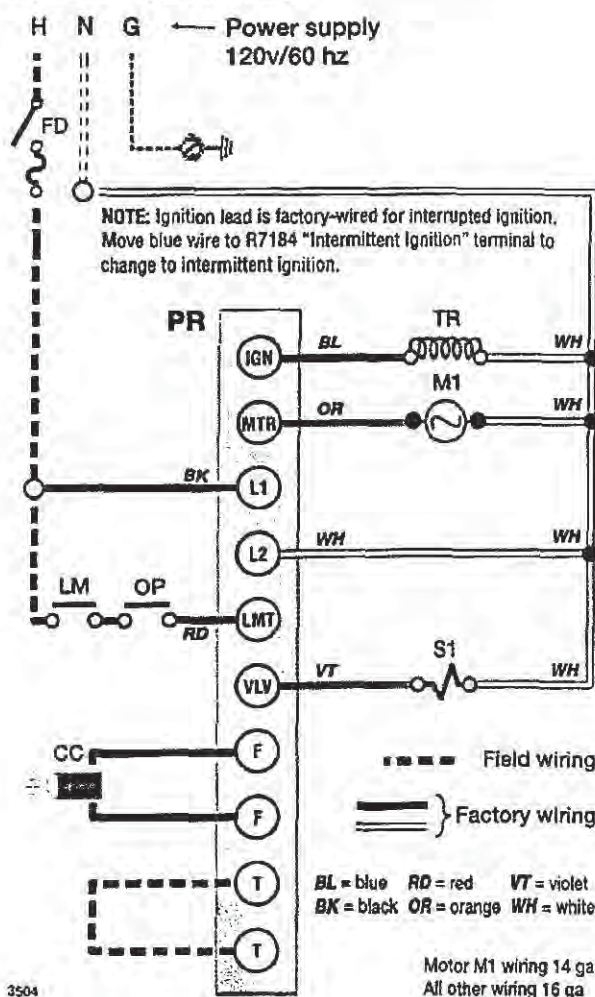 H N G ← Power supply
120v/60 hz
FD
NOTE: Ignition lead is factory-wired for interrupted ignition.
Move blue wire to R7184 "Intermittent Ignition" terminal to
change to intermittent ignition.
PR
IGN BL TR WH
MTR OR M1 WH
BK L1
L2 WH WH
LM OP RD LMT
VLV VT S1 WH
CC F
F
T
T
Field wiring
Factory wiring
BL = blue RD = red VT = violet
BK = black OR = orange WH = white
Motor M1 wiring 14 ga
All other wiring 16 ga
3504